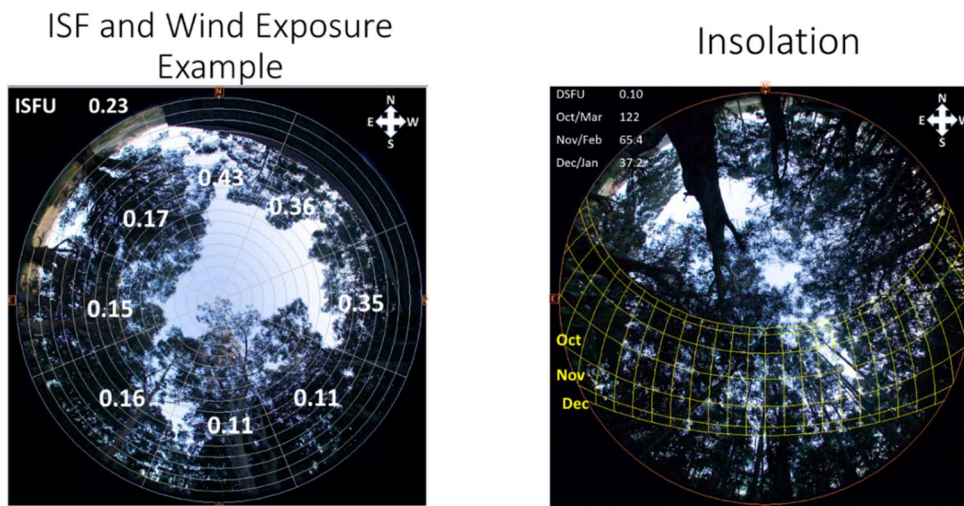 ISF and Wind Exposure
Example
ISFU 0.23
N
N
E W
S
0.43
0.36
0.17
0.15
0.35
0.16
0.11
0.11
E
Insolation
DSFU 0.10
Oct/Mar 122
Nov/Feb 65.4
Dec/Jan 37.2
N
E W
S
E
Oct
Nov
Dec